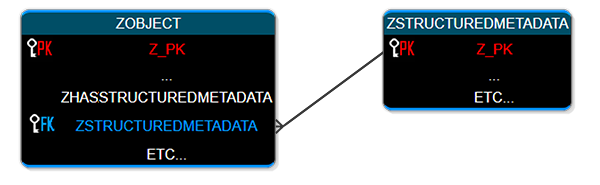 ZOBJECT
PK Z_PK
...
ZHASSTRUCTUREDMETADATA
FK ZSTRUCTUREDMETADATA
ETC...
ZSTRUCTUREDMETADATA
PK Z_PK
...
ETC...